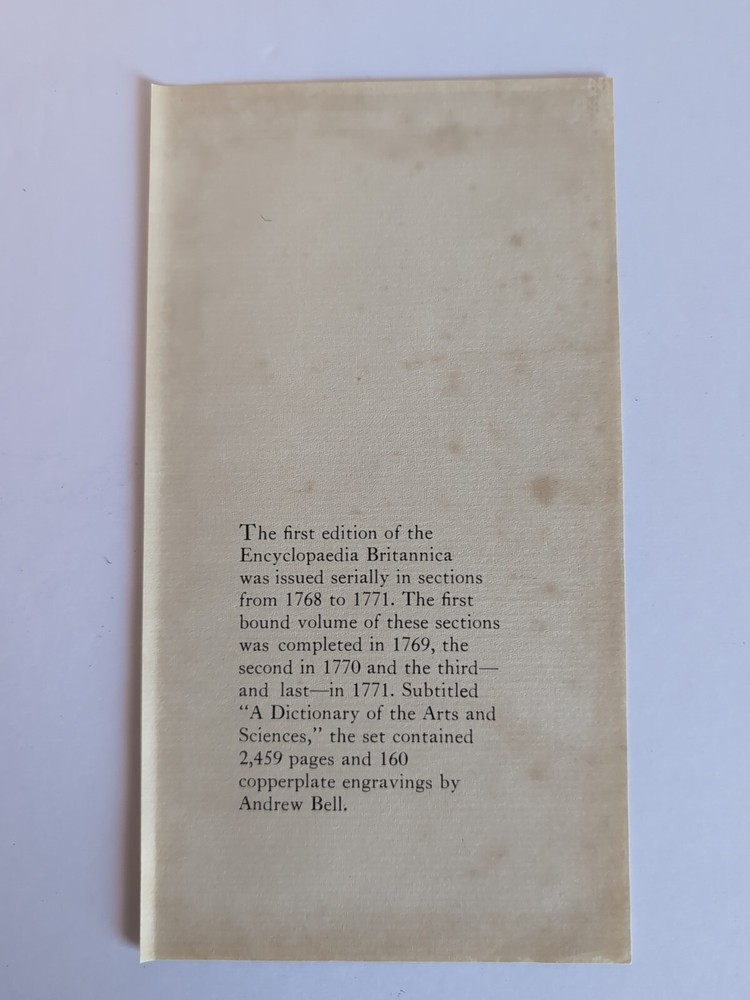 The first edition of the
Encyclopaedia Britannica
was issued serially in sections
from 1768 to 1771. The first
bound volume of these sections
was completed in 1769, the
second in 1770 and the third—
and last—in 1771. Subtitled
“A Dictionary of the Arts and
Sciences,” the set contained
2,459 pages and 160
copperplate engravings by
Andrew Bell.